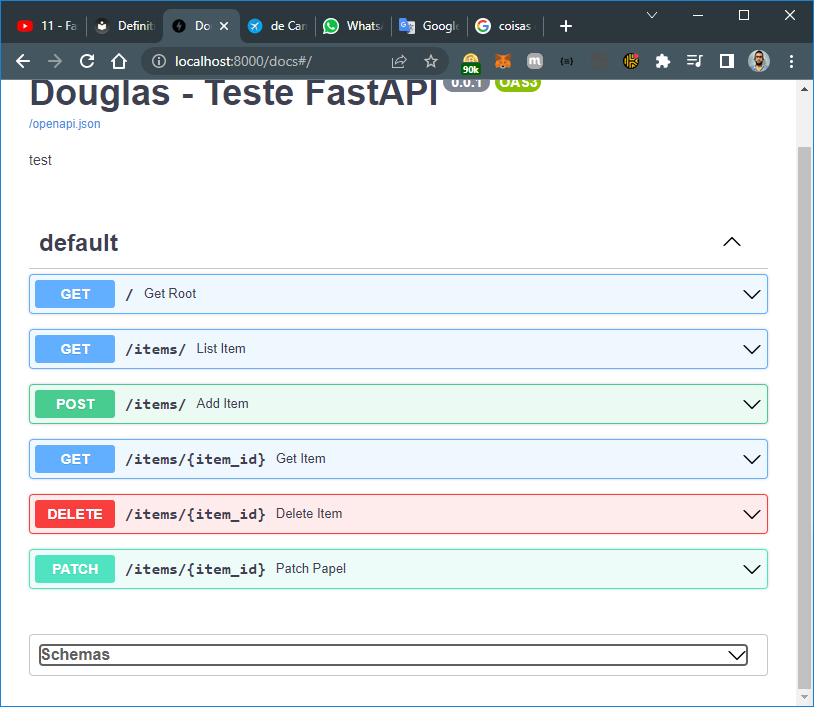 11 - Fa
Definiti
Do
de Can
Whats
Google
coisas
localhost:8000/docs#/
90k
Douglas - Teste FastAPI 0.0.1 OAS3
/openapi.json
test
default
GET / Get Root
GET /items/ List Item
POST /items/ Add Item
GET /items/{item_id} Get Item
DELETE /items/{item_id} Delete Item
PATCH /items/{item_id} Patch Papel
Schemas